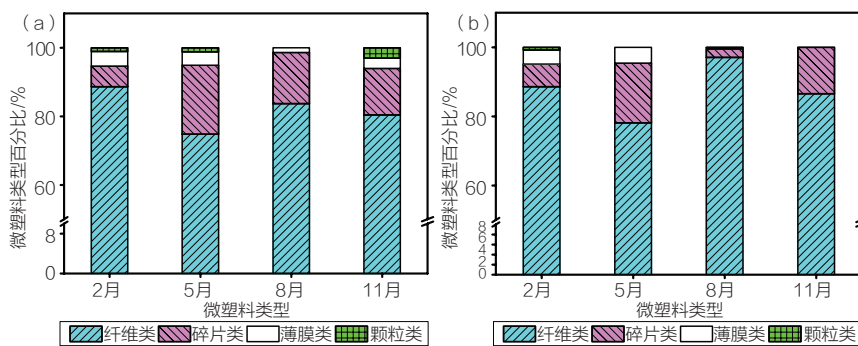 (a)
微塑料类型百分比/%
100
80
60
8
0
2月 5月 8月 11月
微塑料类型
纤维类 碎片类 薄膜类 颗粒类
(b)
微塑料类型百分比/%
100
80
60
8
6
4
2
0
2月 5月 8月 11月
微塑料类型
纤维类 碎片类 薄膜类 颗粒类